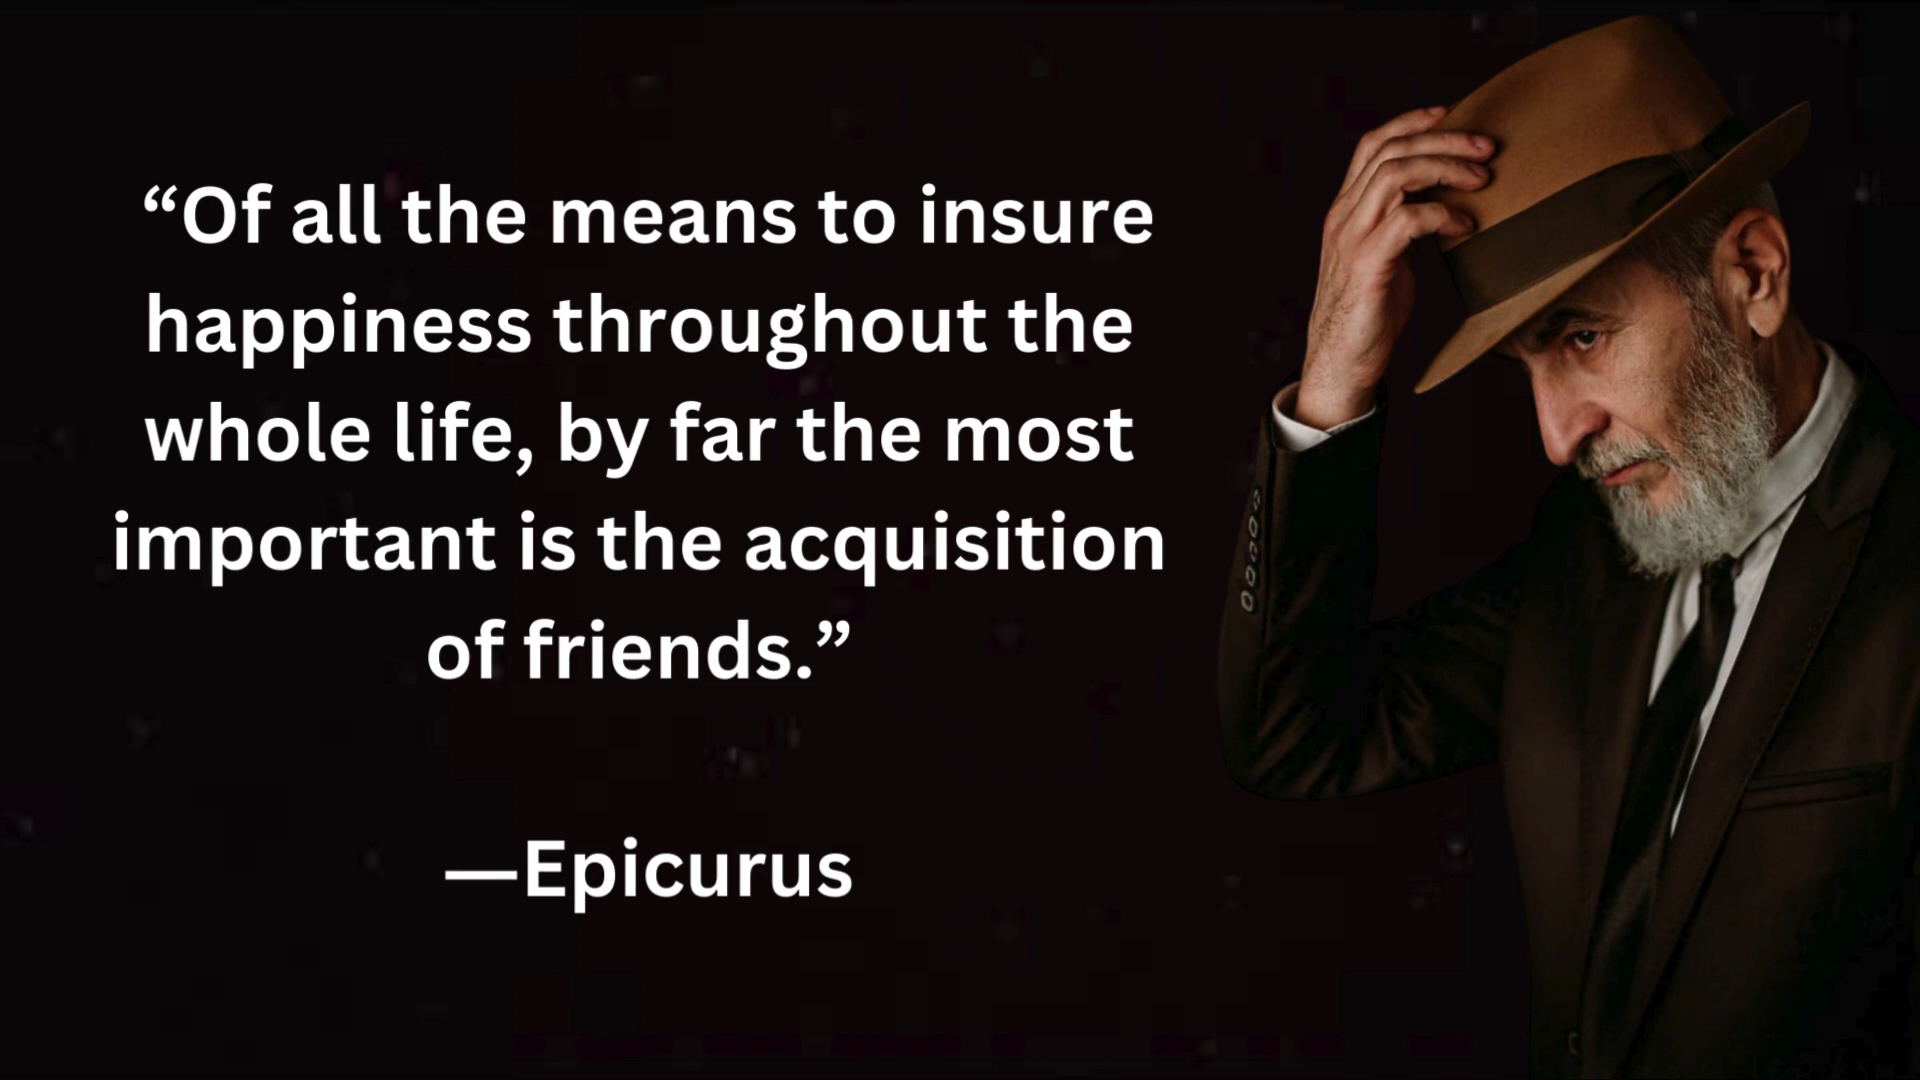 “Of all the means to insure
happiness throughout the
whole life, by far the most
important is the acquisition
of friends.”
—Epicurus